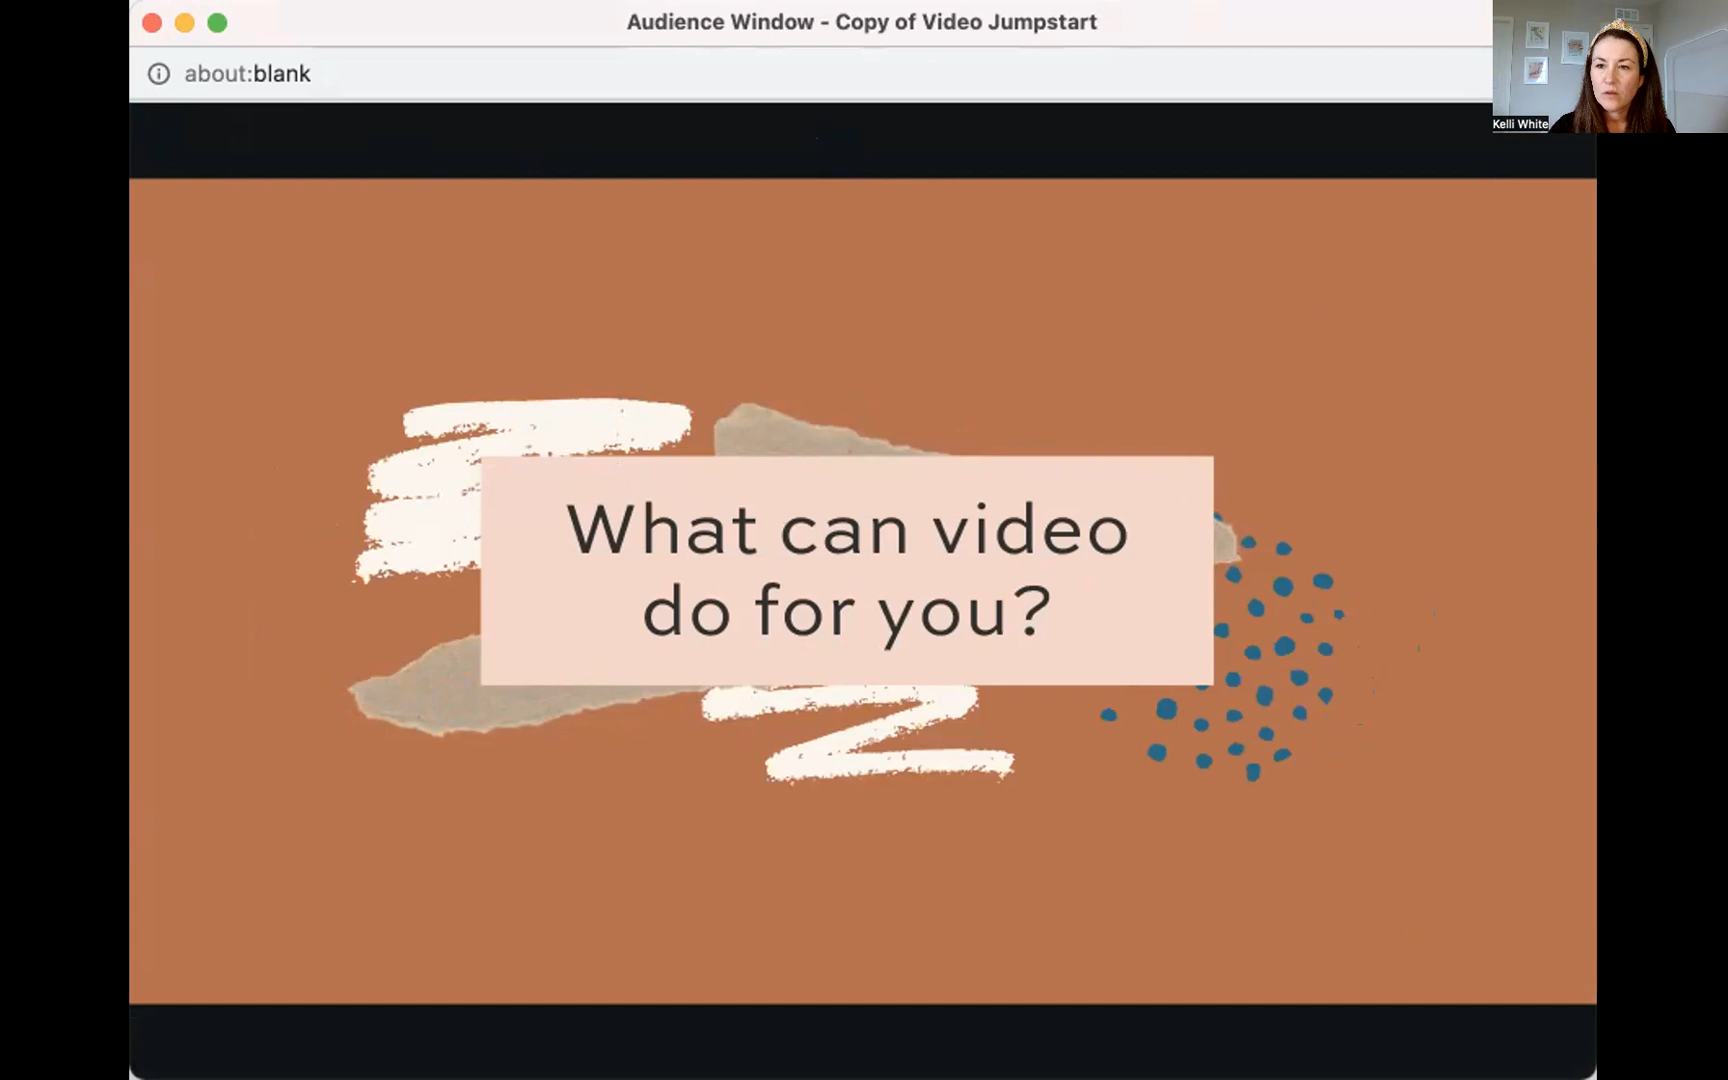 Audience Window - Copy of Video Jumpstart
about:blank
Kelli White
What can video
do for you?